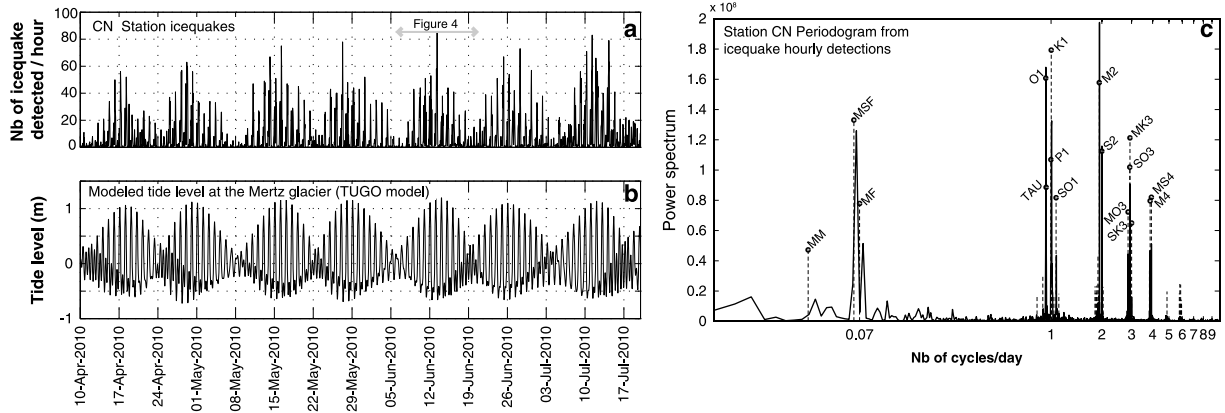 CN Station icequakes
Figure 4
a
Nb of icequake
detected / hour
100
80
60
40
20
0
Modeled tide level at the Mertz glacier (TUGO model)
b
Tide level (m)
1
0
-1
10-Apr-2010
17-Apr-2010
24-Apr-2010
01-May-2010
08-May-2010
15-May-2010
22-May-2010
29-May-2010
05-Jun-2010
12-Jun-2010
19-Jun-2010
26-Jun-2010
03-Jul-2010
10-Jul-2010
17-Jul-2010
2 x 10⁸
1.8
1.6
1.4
1.2
1
0.8
0.6
0.4
0.2
0
Power spectrum
Station CN Periodogram from
icequake hourly detections
c
MM
MSF
MF
O1
K1
P1
TAU
SO1
M2
S2
MK3
SO3
MO3
SK3
MS4
M4
0.07 1 2 3 4 5 6 7 8 9
Nb of cycles/day